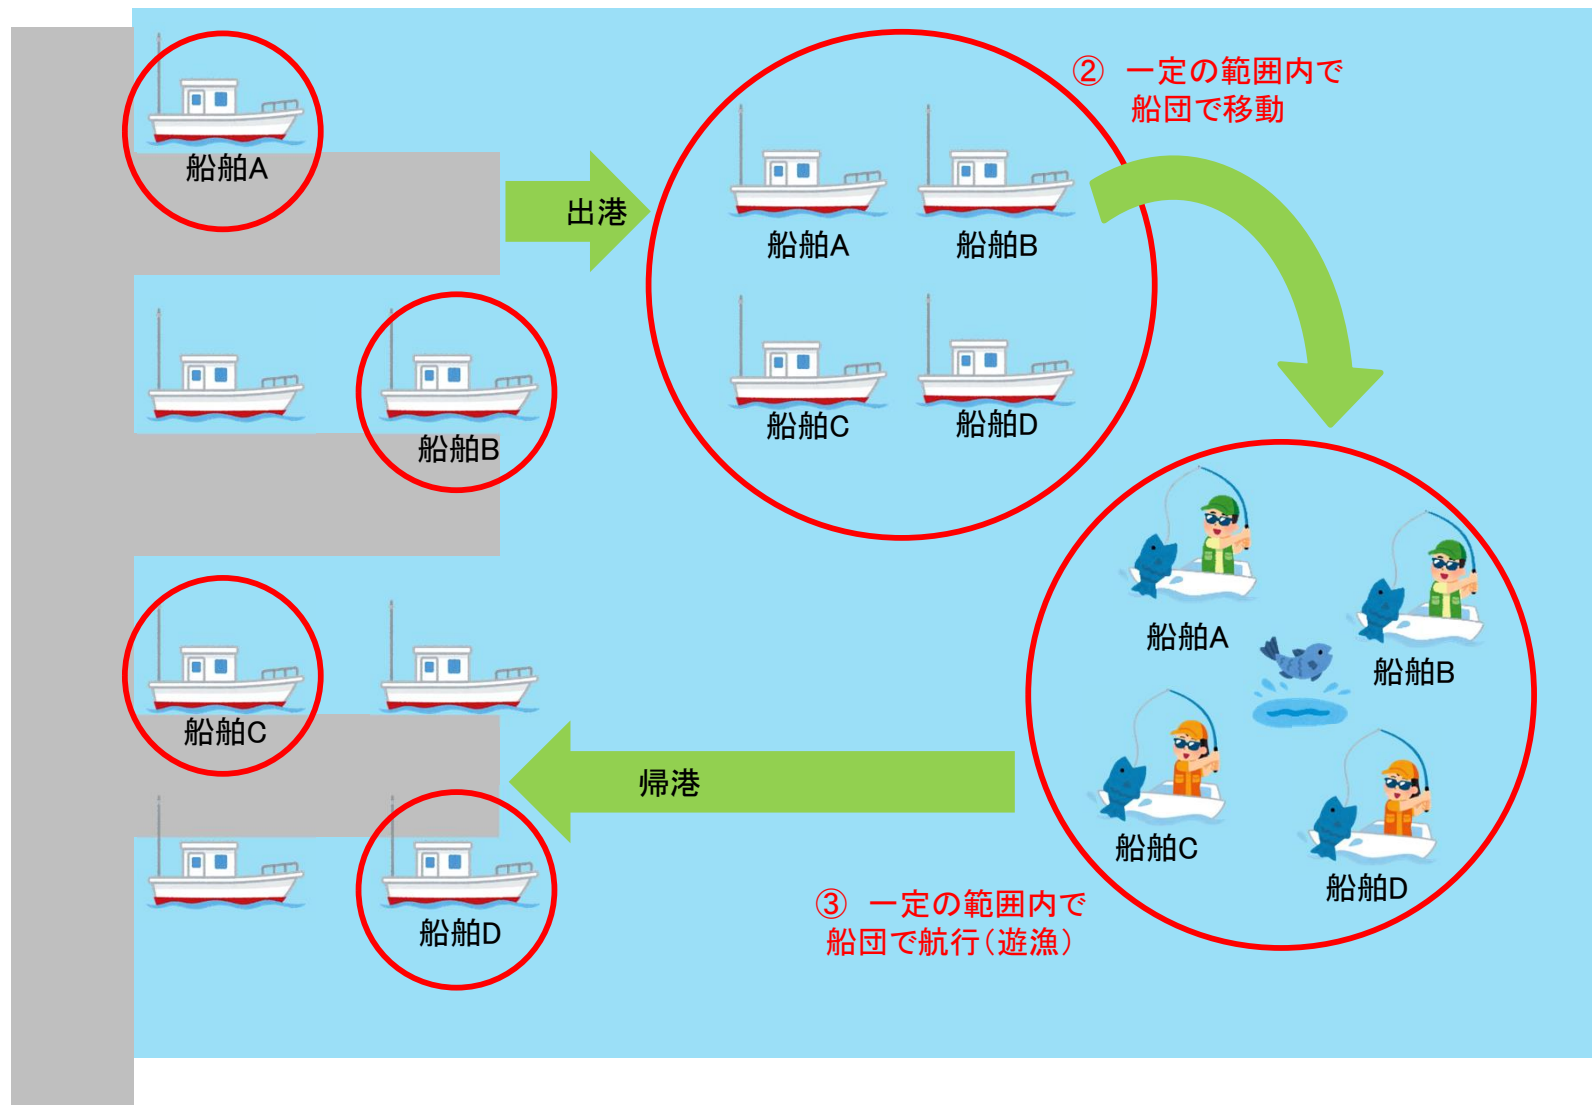 船舶A
出港
② 一定の範囲内で
船団で移動
船舶A
船舶B
船舶C
船舶D
船舶B
船舶C
船舶D
帰港
船舶A
船舶B
船舶C
船舶D
③ 一定の範囲内で
船団で航行(遊漁)